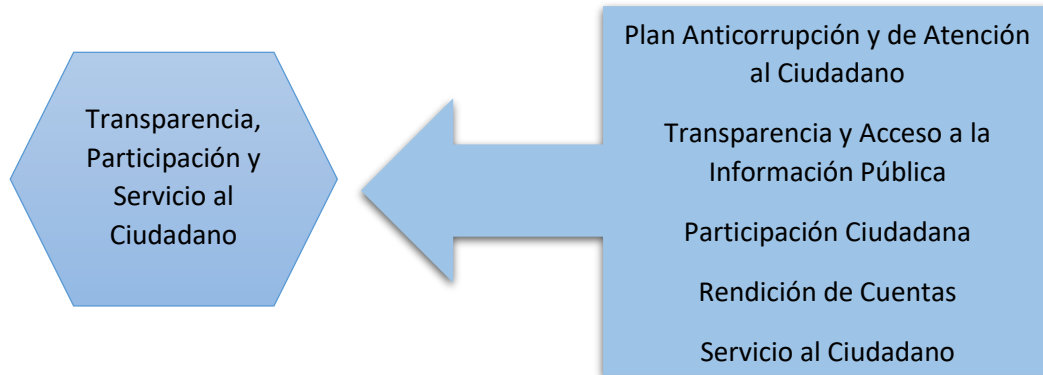 Transparencia,
Participación y
Servicio al
Ciudadano
Plan Anticorrupción y de Atención
al Ciudadano
Transparencia y Acceso a la
Información Pública
Participación Ciudadana
Rendición de Cuentas
Servicio al Ciudadano